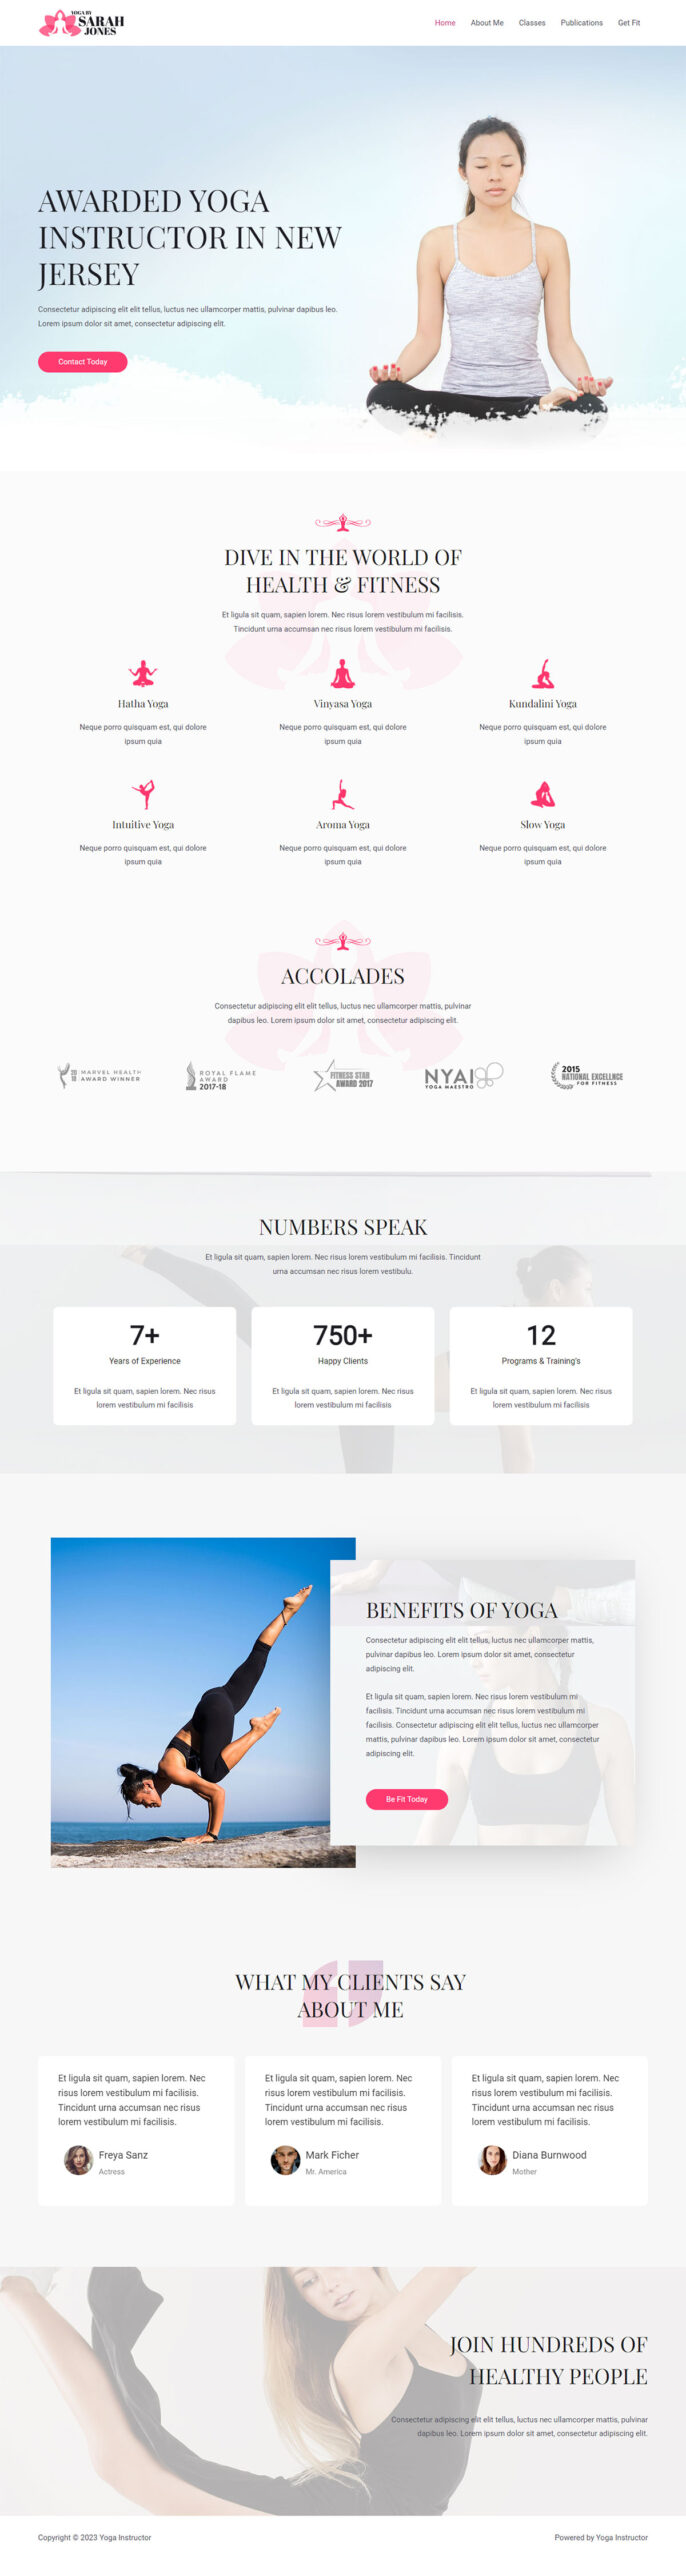 YOGA BY
SARAH
JONES
Home About Me Classes Publications Get Fit
AWARDED YOGA
INSTRUCTOR IN NEW
JERSEY
Consectetur adipiscing elit elit tellus, luctus nec ullamcorper mattis, pulvinar dapibus leo.
Lorem ipsum dolor sit amet, consectetur adipiscing elit.
Contact Today
DIVE IN THE WORLD OF
HEALTH & FITNESS
Et ligula sit quam, sapien lorem. Nec risus lorem vestibulum mi facilisis.
Tincidunt urna accumsan nec risus lorem vestibulum mi facilisis.
Hatha Yoga
Neque porro quisquam est, qui dolore
ipsum quia
Vinyasa Yoga
Neque porro quisquam est, qui dolore
ipsum quia
Kundalini Yoga
Neque porro quisquam est, qui dolore
ipsum quia
Intuitive Yoga
Neque porro quisquam est, qui dolore
ipsum quia
Aroma Yoga
Neque porro quisquam est, qui dolore
ipsum quia
Slow Yoga
Neque porro quisquam est, qui dolore
ipsum quia
ACCOLADES
Consectetur adipiscing elit elit tellus, luctus nec ullamcorper mattis, pulvinar
dapibus leo. Lorem ipsum dolor sit amet, consectetur adipiscing elit.
20
18
MARVEL HEALTH
AWARD WINNER
ROYAL FLAME
AWARD
2017-18
FITNESS STAR
AWARD 2017
NYAI
YOGA MAESTRO
2015
NATIONAL EXCELLNCE
FOR FITNESS
NUMBERS SPEAK
Et ligula sit quam, sapien lorem. Nec risus lorem vestibulum mi facilisis. Tincidunt
urna accumsan nec risus lorem vestibulu.
7+
Years of Experience
Et ligula sit quam, sapien lorem. Nec risus
lorem vestibulum mi facilisis
750+
Happy Clients
Et ligula sit quam, sapien lorem. Nec risus
lorem vestibulum mi facilisis
12
Programs & Training's
Et ligula sit quam, sapien lorem. Nec risus
lorem vestibulum mi facilisis
BENEFITS OF YOGA
Consectetur adipiscing elit elit tellus, luctus nec ullamcorper mattis,
pulvinar dapibus leo. Lorem ipsum dolor sit amet, consectetur
adipiscing elit.
Et ligula sit quam, sapien lorem. Nec risus lorem vestibulum mi
facilisis. Tincidunt urna accumsan nec risus lorem vestibulum mi
facilisis. Consectetur adipiscing elit elit tellus, luctus nec ullamcorper
mattis, pulvinar dapibus leo. Lorem ipsum dolor sit amet, consectetur
adipiscing elit.
Be Fit Today
WHAT MY CLIENTS SAY
ABOUT ME
Et ligula sit quam, sapien lorem. Nec
risus lorem vestibulum mi facilisis.
Tincidunt urna accumsan nec risus
lorem vestibulum mi facilisis.
Freya Sanz
Actress
Et ligula sit quam, sapien lorem. Nec
risus lorem vestibulum mi facilisis.
Tincidunt urna accumsan nec risus
lorem vestibulum mi facilisis.
Mark Ficher
Mr. America
Et ligula sit quam, sapien lorem. Nec
risus lorem vestibulum mi facilisis.
Tincidunt urna accumsan nec risus
lorem vestibulum mi facilisis.
Diana Burnwood
Mother
JOIN HUNDREDS OF
HEALTHY PEOPLE
Consectetur adipiscing elit elit tellus, luctus nec ullamcorper mattis, pulvinar
dapibus leo. Lorem ipsum dolor sit amet, consectetur adipiscing elit.
Copyright © 2023 Yoga Instructor
Powered by Yoga Instructor